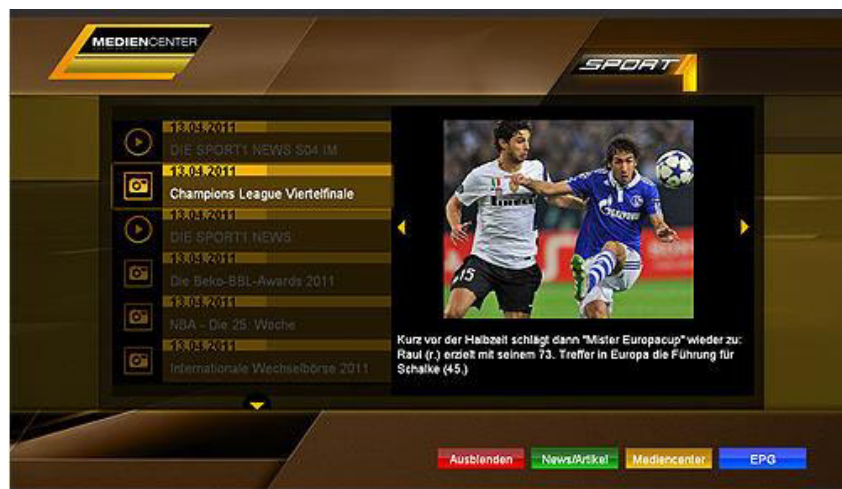 MEDIENCENTER
SPORT1
13.04.2011
DIE SPORT1 NEWS S04 IM
13.04.2011
Champions League Viertelfinale
13.04.2011
DIE SPORT1 NEWS
13.04.2011
Die Beko-BBL-Awards 2011
13.04.2011
NBA - Die 25. Woche
13.04.2011
Internationale Wechselbörse 2011
PIRELLI
15
GAZPROM
Kurz vor der Halbzeit schlägt dann "Mister Europacup" wieder zu:
Raul (r.) erzielt mit seinem 73. Treffer in Europa die Führung für
Schalke (45.)
Ausblenden
News/Artikel
Mediencenter
EPG